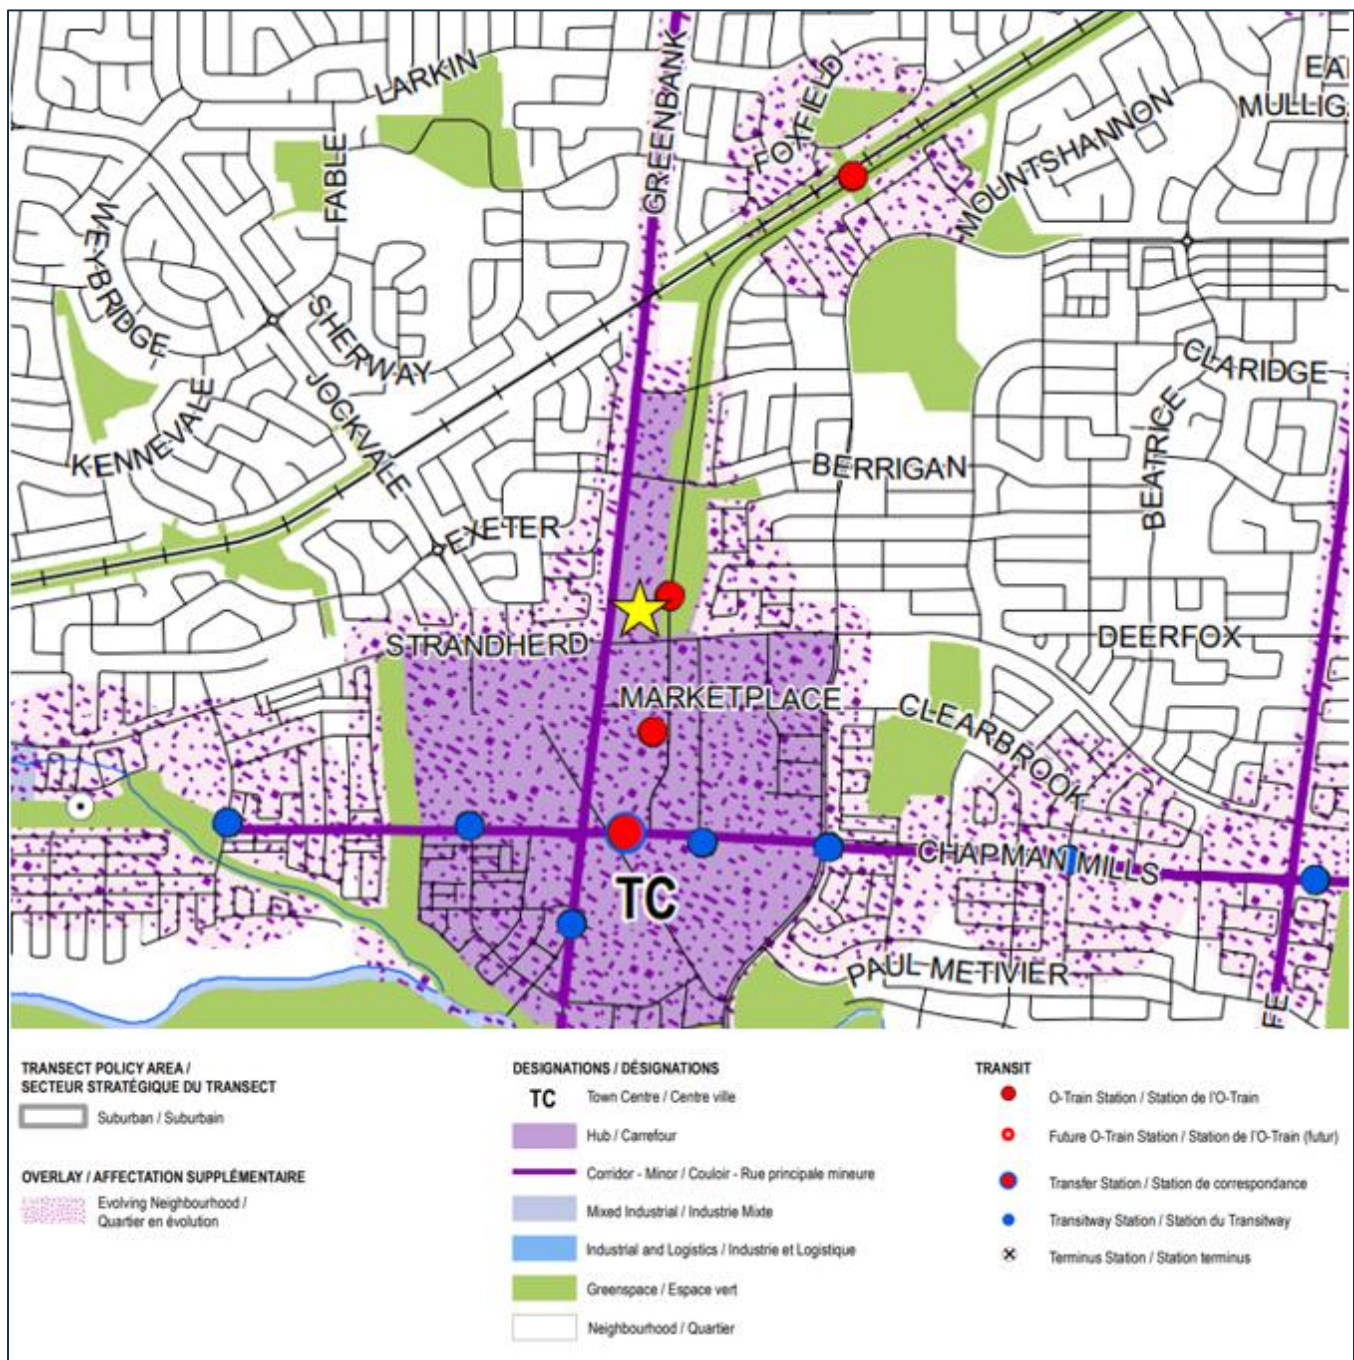 LARKIN
GREENBANK
FOXFIELD
MOUNTSHANNON
MULLIG
FABLE
WEYBRIDGE
SHERWAY
JOCKVALE
KENNEVALE
CLARIDGE
BEATRICE
BERRIGAN
EXETER
STRANDHERD
DEERFOX
MARKETPLACE
CLEARBROOK
CHAPMAN MILLS
TC
PAUL METIVIER
FE
TRANSECT POLICY AREA /
SECTEUR STRATÉGIQUE DU TRANSECT
Suburban / Suburbain
OVERLAY / AFFECTATION SUPPLÉMENTAIRE
Evolving Neighbourhood /
Quartier en évolution
DESIGNATIONS / DÉSIGNATIONS
TC Town Centre / Centre ville
Hub / Carrefour
Corridor - Minor / Couloir - Rue principale mineure
Mixed Industrial / Industrie Mixte
Industrial and Logistics / Industrie et Logistique
Greenspace / Espace vert
Neighbourhood / Quartier
TRANSIT
O-Train Station / Station de l'O-Train
Future O-Train Station / Station de l'O-Train (futur)
Transfer Station / Station de correspondance
Transitway Station / Station du Transitway
Terminus Station / Station terminus